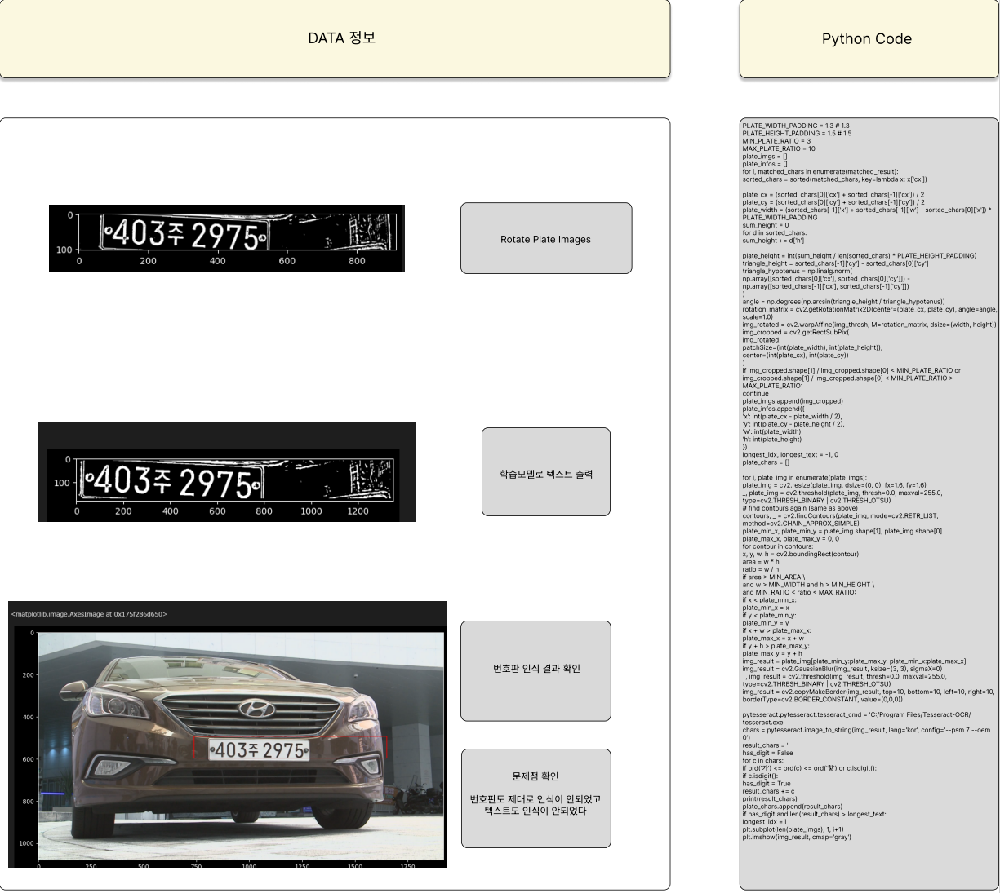 DATA 정보
Python Code
0
100
403주 2975
0
200
400
600
800
Rotate Plate Images
0
100
403주 2975
0
200
400
600
800
1000
1200
학습모델로 텍스트 출력
<matplotlib.image.AxesImage at 0x175f286d650>
0
200
400
600
800
1000
403주 2975
0
250
500
750
1000
1250
1500
1750
번호판 인식 결과 확인
문제점 확인
번호판도 제대로 인식이 안되었고
텍스트도 인식이 안되었다
PLATE_WIDTH_PADDING = 1.3 # 1.3
PLATE_HEIGHT_PADDING = 1.5 # 1.5
MIN_PLATE_RATIO = 3
MAX_PLATE_RATIO = 10
plate_imgs = []
plate_infos = []
for i, matched_chars in enumerate(matched_result):
sorted_chars = sorted(matched_chars, key=lambda x: x['cx'])
plate_cx = (sorted_chars[0]['cx'] + sorted_chars[-1]['cx']) / 2
plate_cy = (sorted_chars[0]['cy'] + sorted_chars[-1]['cy']) / 2
plate_width = (sorted_chars[-1]['x'] + sorted_chars[-1]['w'] - sorted_chars[0]['x']) *
PLATE_WIDTH_PADDING
sum_height = 0
for d in sorted_chars:
sum_height += d['h']
plate_height = int(sum_height / len(sorted_chars) * PLATE_HEIGHT_PADDING)
triangle_height = sorted_chars[-1]['cy'] - sorted_chars[0]['cy']
triangle_hypotenus = np.linalg.norm(
np.array([sorted_chars[0]['cx'], sorted_chars[0]['cy']]) -
np.array([sorted_chars[-1]['cx'], sorted_chars[-1]['cy']])
)
angle = np.degrees(np.arcsin(triangle_height / triangle_hypotenus))
rotation_matrix = cv2.getRotationMatrix2D(center=(plate_cx, plate_cy), angle=angle,
scale=1.0)
img_rotated = cv2.warpAffine(img_thresh, M=rotation_matrix, dsize=(width, height))
img_cropped = cv2.getRectSubPix(
img_rotated,
patchSize=(int(plate_width), int(plate_height)),
center=(int(plate_cx), int(plate_cy))
)
if img_cropped.shape[1] / img_cropped.shape[0] < MIN_PLATE_RATIO or
img_cropped.shape[1] / img_cropped.shape[0] < MIN_PLATE_RATIO >
MAX_PLATE_RATIO:
continue
plate_imgs.append(img_cropped)
plate_infos.append({
'x': int(plate_cx - plate_width / 2),
'y': int(plate_cy - plate_height / 2),
'w': int(plate_width),
'h': int(plate_height)
})
longest_idx, longest_text = -1, 0
plate_chars = []
for i, plate_img in enumerate(plate_imgs):
plate_img = cv2.resize(plate_img, dsize=(0, 0), fx=1.6, fy=1.6)
_, plate_img = cv2.threshold(plate_img, thresh=0.0, maxval=255.0,
type=cv2.THRESH_BINARY | cv2.THRESH_OTSU)
# find contours again (same as above)
contours, _ = cv2.findContours(plate_img, mode=cv2.RETR_LIST,
method=cv2.CHAIN_APPROX_SIMPLE)
plate_min_x, plate_min_y = plate_img.shape[1], plate_img.shape[0]
plate_max_x, plate_max_y = 0, 0
for contour in contours:
x, y, w, h = cv2.boundingRect(contour)
area = w * h
ratio = w / h
if area > MIN_AREA \
and w > MIN_WIDTH and h > MIN_HEIGHT \
and MIN_RATIO < ratio < MAX_RATIO:
if x < plate_min_x:
plate_min_x = x
if y < plate_min_y:
plate_min_y = y
if x + w > plate_max_x:
plate_max_x = x + w
if y + h > plate_max_y:
plate_max_y = y + h
img_result = plate_img[plate_min_y:plate_max_y, plate_min_x:plate_max_x]
img_result = cv2.GaussianBlur(img_result, ksize=(3, 3), sigmaX=0)
_, img_result = cv2.threshold(img_result, thresh=0.0, maxval=255.0,
type=cv2.THRESH_BINARY | cv2.THRESH_OTSU)
img_result = cv2.copyMakeBorder(img_result, top=10, bottom=10, left=10, right=10,
borderType=cv2.BORDER_CONSTANT, value=(0,0,0))
pytesseract.pytesseract.tesseract_cmd = 'C:/Program Files/Tesseract-OCR/
tesseract.exe'
chars = pytesseract.image_to_string(img_result, lang='kor', config='--psm 7 --oem
0')
result_chars = ''
has_digit = False
for c in chars:
if ord('가') <= ord(c) <= ord('힣') or c.isdigit():
if c.isdigit():
has_digit = True
result_chars += c
print(result_chars)
plate_chars.append(result_chars)
if has_digit and len(result_chars) > longest_text:
longest_idx = i
plt.subplot(len(plate_imgs), 1, i+1)
plt.imshow(img_result, cmap='gray')